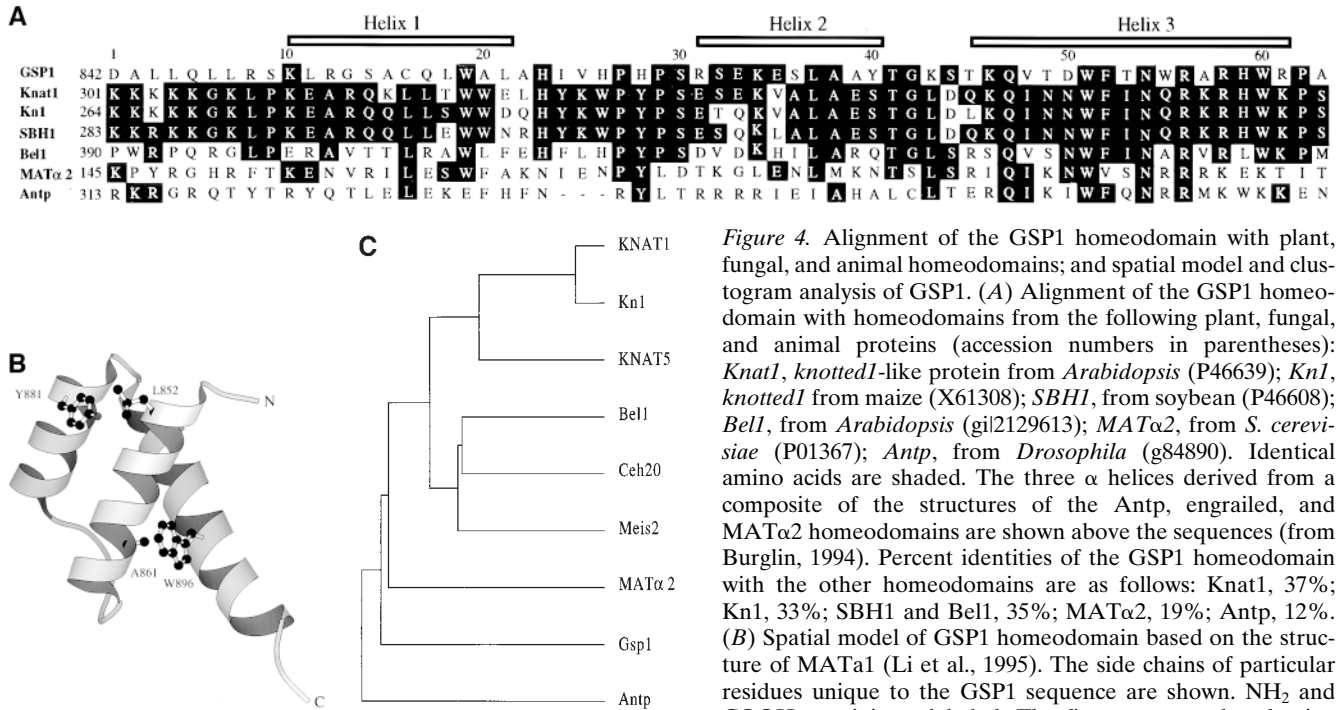 A
Helix 1 Helix 2 Helix 3
1 10 20 30 40 50 60
GSP1 842 D A L L Q L L R S K L R G S A C Q L W A L A H I V H P H P S R S E K E S L A A Y T G K S T K Q V T D W F T N W R A R H W R P A
Knat1 301 K K K K K G K L P K E A R Q K L L T W W E L H Y K W P Y P S E S E K V A L A E S T G L D Q K Q I N N W F I N Q R K R H W K P S
Kn1 264 K K K K K G K L P K E A R Q Q L L S W W D Q H Y K W P Y P S E T Q K V A L A E S T G L D L K Q I N N W F I N Q R K R H W K P S
SBH1 283 K K R K K G K L P K E A R Q Q L L E W W N R H Y K W P Y P S E S Q K L A L A E S T G L D Q K Q I N N W F I N Q R K R H W K P S
Bel1 390 P W R P Q R G L P E R A V T T L R A W L F E H F L H P Y P S D V D K H I L A R Q T G L S R S Q V S N W F I N A R V R L W K P M
MATα 2 145 K P Y R G H R F T K E N V R I L E S W F A K N I E N P Y L D T K G L E N L M K N T S L S R I Q I K N W V S N R R R K E K T I T
Antp 313 R K R G R Q T Y T R Y Q T L E L E K E F H F N - - - R Y L T R R R R I E I A H A L C L T E R Q I K I W F Q N R R M K W K K E N
B
Y881
L852
N
A861
W896
C
C
KNAT1
Kn1
KNAT5
Bel1
Ceh20
Meis2
MATα 2
Gsp1
Antp
Figure 4. Alignment of the GSP1 homeodomain with plant,
fungal, and animal homeodomains; and spatial model and clus-
togram analysis of GSP1. (A) Alignment of the GSP1 homeo-
domain with homeodomains from the following plant, fungal,
and animal proteins (accession numbers in parentheses):
Knat1, knotted1-like protein from Arabidopsis (P46639); Kn1,
knotted1 from maize (X61308); SBH1, from soybean (P46608);
Bel1, from Arabidopsis (gi|2129613); MATα2, from S. cerevi-
siae (P01367); Antp, from Drosophila (g84890). Identical
amino acids are shaded. The three α helices derived from a
composite of the structures of the Antp, engrailed, and
MATα2 homeodomains are shown above the sequences (from
Burglin, 1994). Percent identities of the GSP1 homeodomain
with the other homeodomains are as follows: Knat1, 37%;
Kn1, 33%; SBH1 and Bel1, 35%; MATα2, 19%; Antp, 12%.
(B) Spatial model of GSP1 homeodomain based on the struc-
ture of MATa1 (Li et al., 1995). The side chains of particular
residues unique to the GSP1 sequence are shown. NH2 and